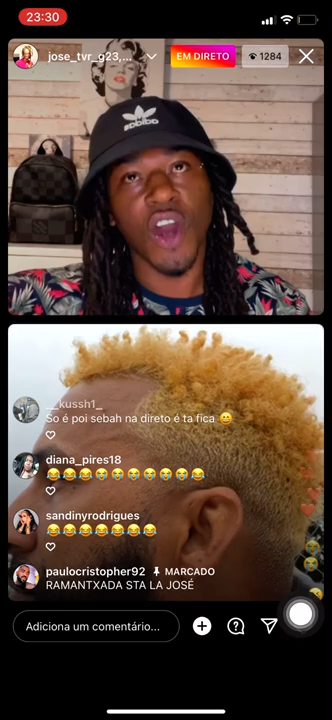 23:30
jose_tvr_g23,...
EM DIRETO
1284
adidas
__kussh1_
So é poi sebah na direto é ta fica 😀
diana_pires18
😂😂😂😭😭😭😭😭😭😂
sandinyrodrigues
😂😂😂😂😂😂😂
paulocristopher92 MARCADO
RAMANTXADA STA LA JOSÉ
Adiciona um comentário...